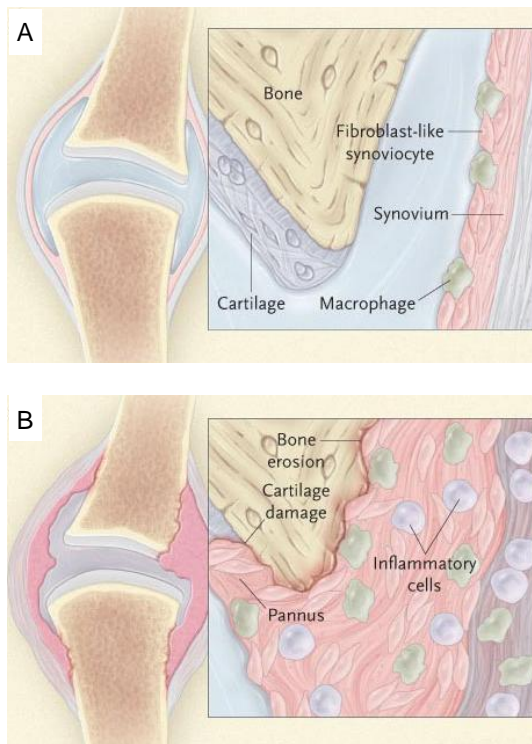 A
Bone
Fibroblast-like
synoviocyte
Synovium
Cartilage
Macrophage
B
Bone
erosion
Cartilage
damage
Inflammatory
cells
Pannus